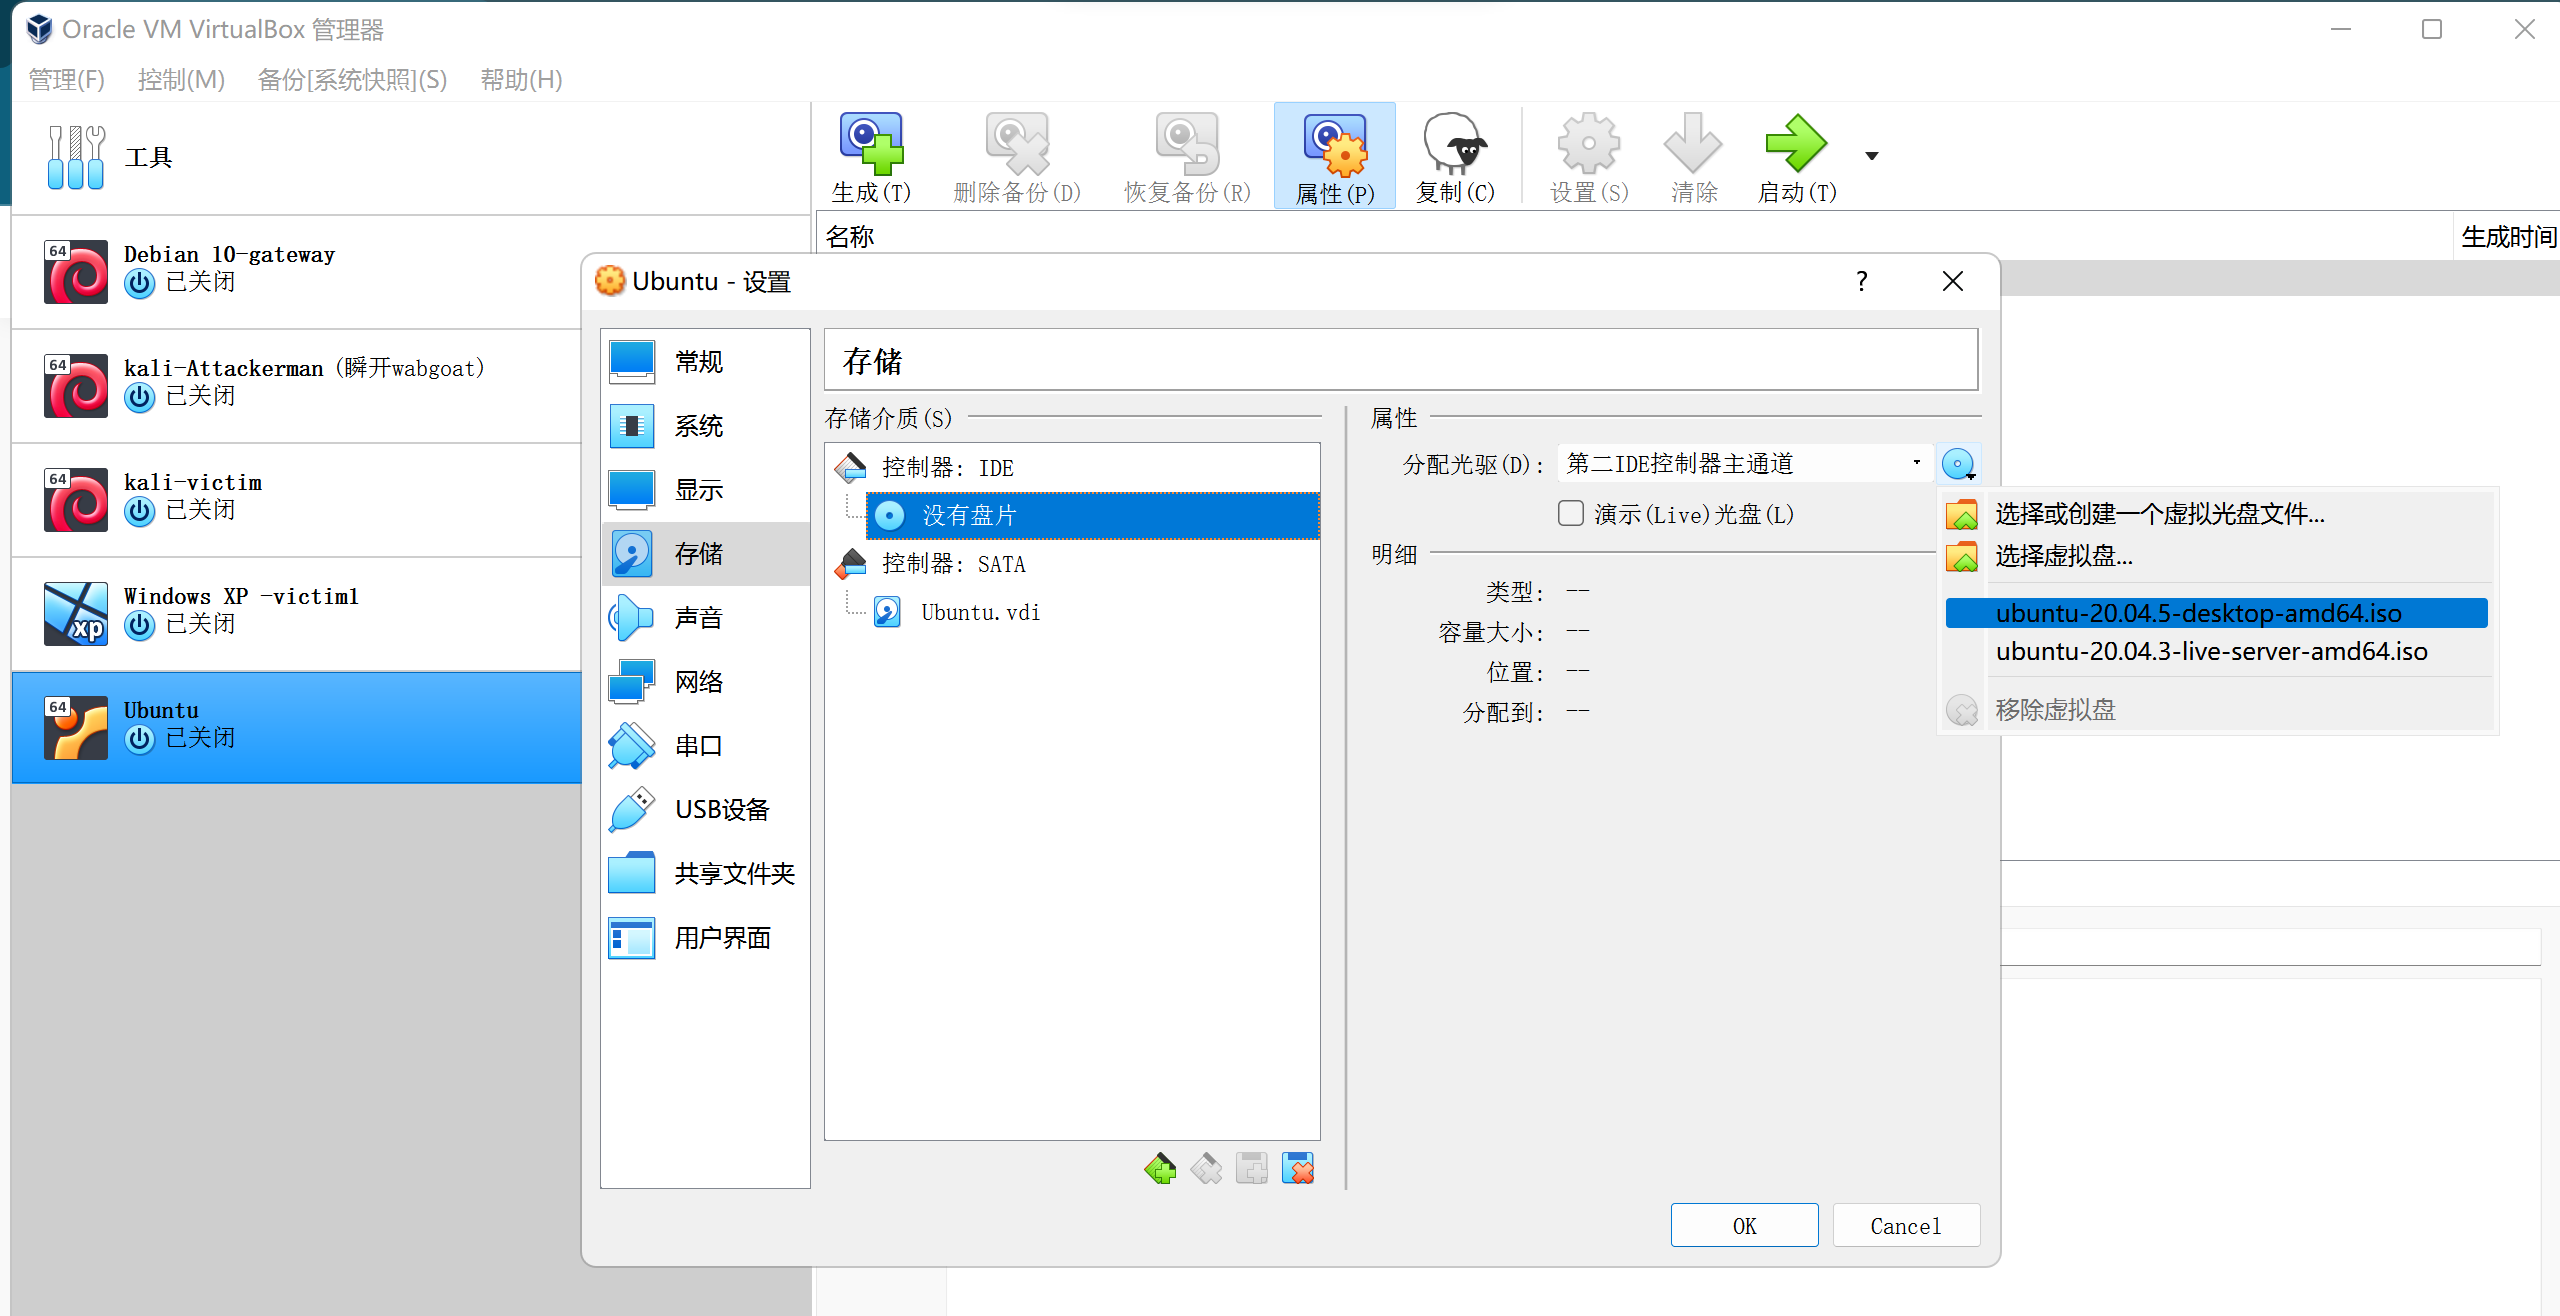 Oracle VM VirtualBox 管理器
管理(F) 控制(M) 备份[系统快照](S) 帮助(H)
工具
生成(T) 删除备份(D) 恢复备份(R) 属性(P) 复制(C) 设置(S) 清除 启动(T)
名称 生成时间
64 Debian 10-gateway
已关闭
64 kali-Attackerman (瞬开wabgoat)
已关闭
64 kali-victim
已关闭
Windows XP -victim1
xp 已关闭
64 Ubuntu
已关闭
Ubuntu - 设置 ?
常规
系统
显示
存储
声音
网络
串口
USB设备
共享文件夹
用户界面
存储
存储介质(S)
控制器: IDE
没有盘片
控制器: SATA
Ubuntu.vdi
属性
分配光驱(D): 第二IDE控制器主通道
演示(Live)光盘(L)
明细
类型: --
容量大小: --
位置: --
分配到: --
选择或创建一个虚拟光盘文件...
选择虚拟盘...
ubuntu-20.04.5-desktop-amd64.iso
ubuntu-20.04.3-live-server-amd64.iso
移除虚拟盘
OK Cancel